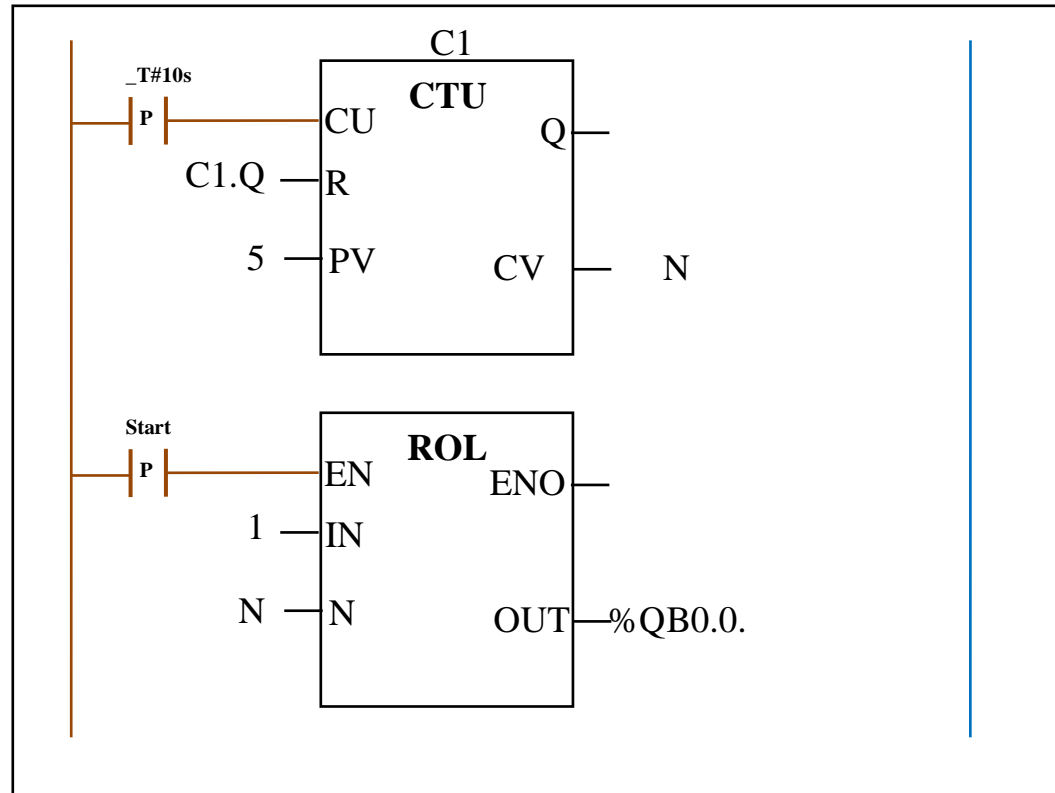 C1
_T#10s
CTU
P
CU
Q
C1.Q
R
5
PV
CV
N
Start
ROL
P
EN
ENO
1
IN
N
N
OUT
%QB0.0.